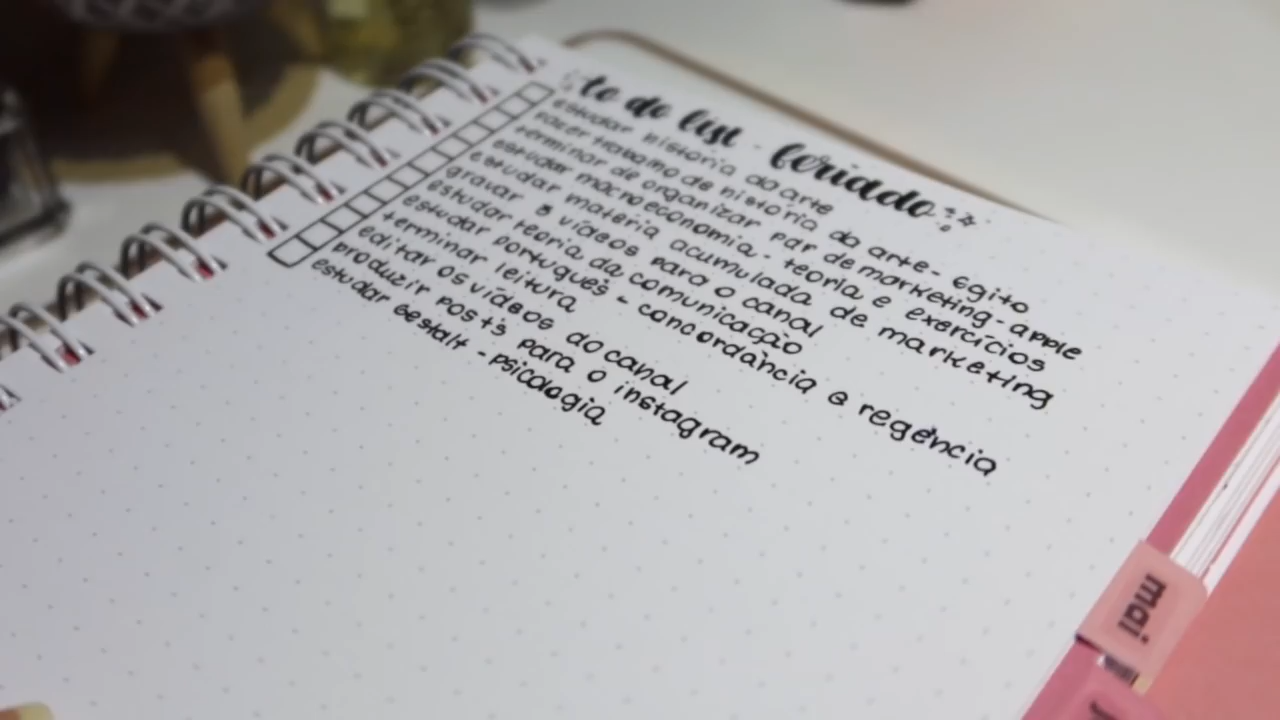 to do list - feriado
estudar história da arte
fazer trabalho de história da arte - Egito
terminar de organizar par de marketing - apple
estudar macroeconomia - teoria e exercícios
estudar matéria acumulada de marketing
gravar 3 vídeos para o canal
estudar teoria da comunicação
estudar português - concordância e regência
terminar leitura
editar os vídeos do canal
produzir posts para o instagram
estudar Gestalt - psicologia
mai